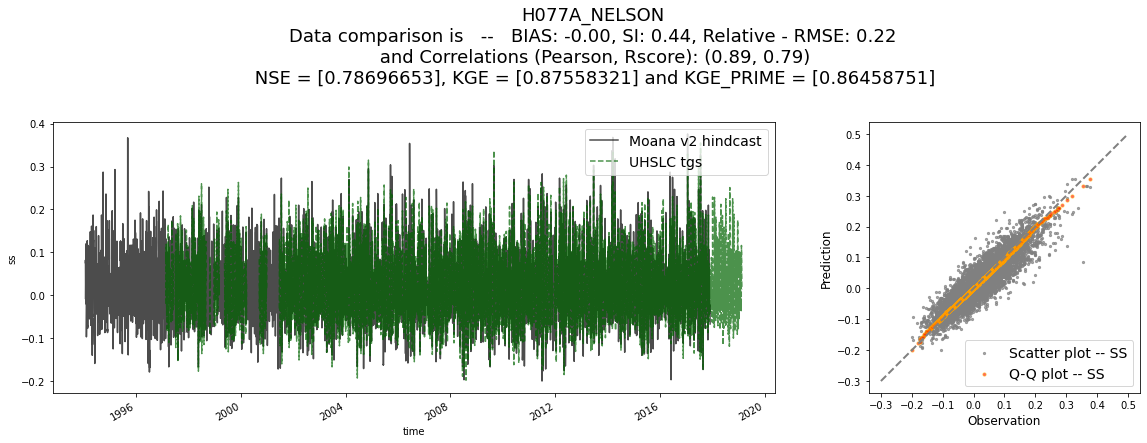 H077A_NELSON
Data comparison is -- BIAS: -0.00, SI: 0.44, Relative - RMSE: 0.22
and Correlations (Pearson, Rscore): (0.89, 0.79)
NSE = [0.78696653], KGE = [0.87558321] and KGE_PRIME = [0.86458751]
0.4
0.3
0.2
0.1
0.0
−0.1
−0.2
ss
Moana v2 hindcast
UHSLC tgs
1996
2000
2004
2008
2012
2016
2020
time
0.5
0.4
0.3
0.2
0.1
0.0
−0.1
−0.2
−0.3
Prediction
Scatter plot -- SS
Q-Q plot -- SS
−0.3
−0.2
−0.1
0.0
0.1
0.2
0.3
0.4
0.5
Observation